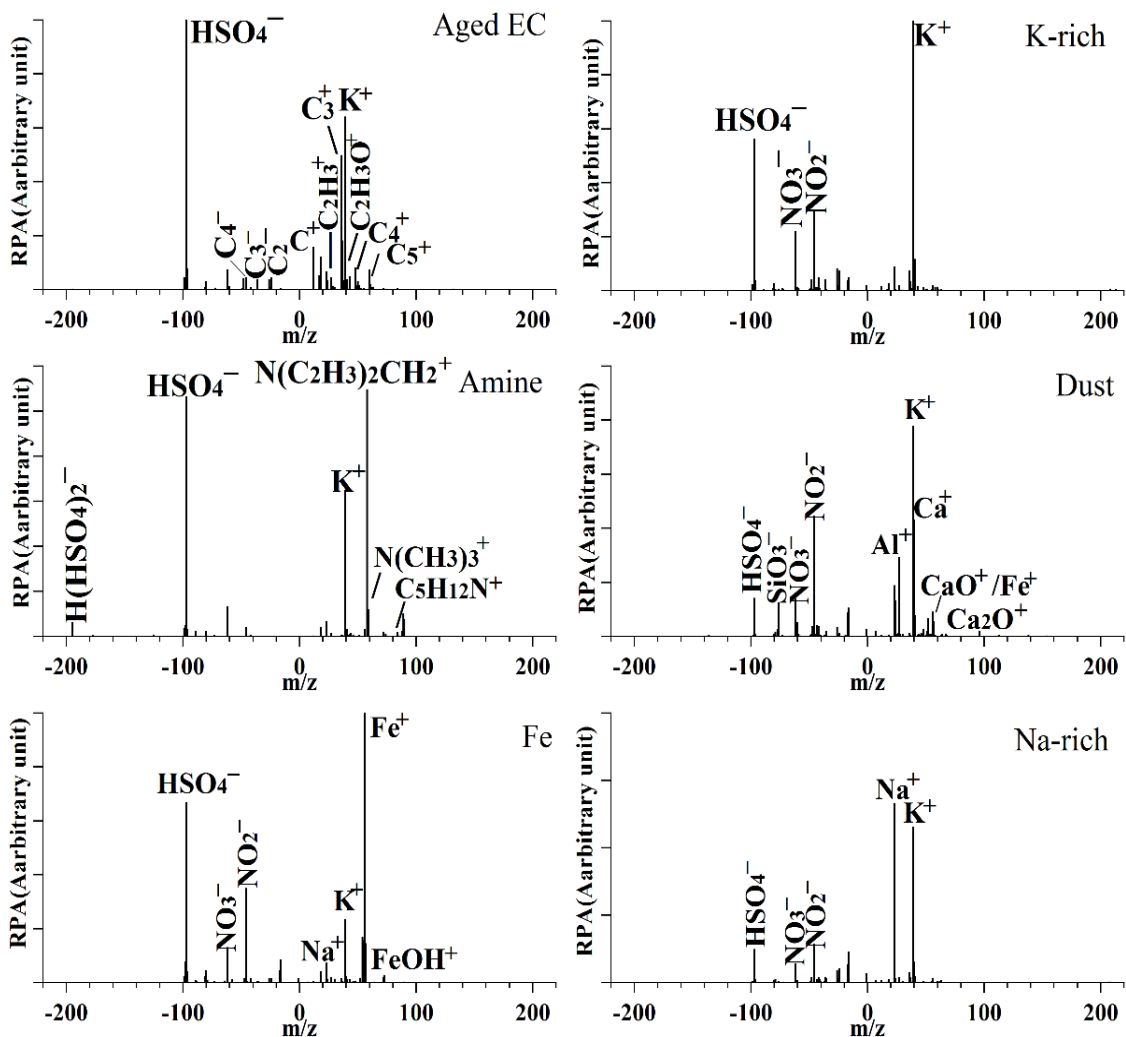 Aged EC
RPA(Aarbitrary unit)
HSO4−
C4−
C3−
C2−
C+
C2H3+
C3+
K+
C2H3O+
C4+
C5+
-200 -100 0 100 200
m/z
K-rich
RPA(Aarbitrary unit)
HSO4−
NO3−
NO2−
K+
-200 -100 0 100 200
m/z
Amine
RPA(Aarbitrary unit)
H(HSO4)2−
HSO4−
K+
N(C2H3)2CH2+
N(CH3)3+
C5H12N+
-200 -100 0 100 200
m/z
Dust
RPA(Aarbitrary unit)
HSO4−
SiO3−
NO3−
NO2−
Al+
K+
Ca+
CaO+/Fe+
Ca2O+
-200 -100 0 100 200
m/z
Fe
RPA(Aarbitrary unit)
HSO4−
NO3−
NO2−
Na+
K+
Fe+
FeOH+
-200 -100 0 100 200
m/z
Na-rich
RPA(Aarbitrary unit)
HSO4−
NO3−
NO2−
Na+
K+
-200 -100 0 100 200
m/z